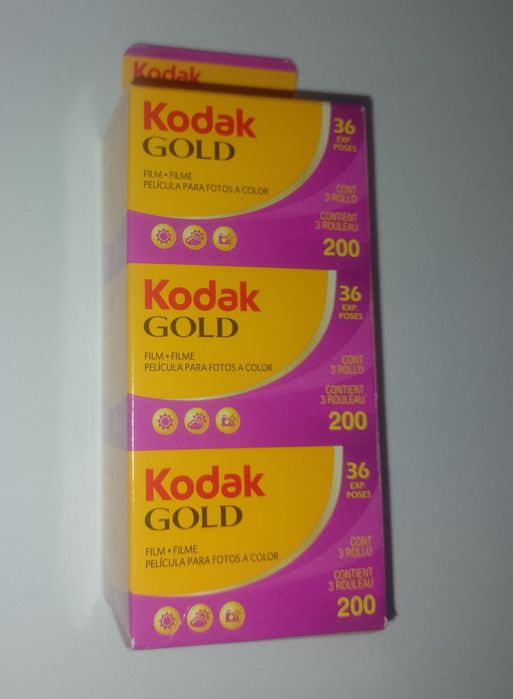 Kodak
Kodak
GOLD
FILM • FILME
PELÍCULA PARA FOTOS A COLOR
36
EXP.
POSES
CONT
3 ROLLO
CONTIENT
3 ROULEAU
200
Kodak
GOLD
FILM • FILME
PELÍCULA PARA FOTOS A COLOR
36
EXP.
POSES
CONT
3 ROLLO
CONTIENT
3 ROULEAU
200
Kodak
GOLD
FILM • FILME
PELÍCULA PARA FOTOS A COLOR
36
EXP.
POSES
CONT
3 ROLLO
CONTIENT
3 ROULEAU
200